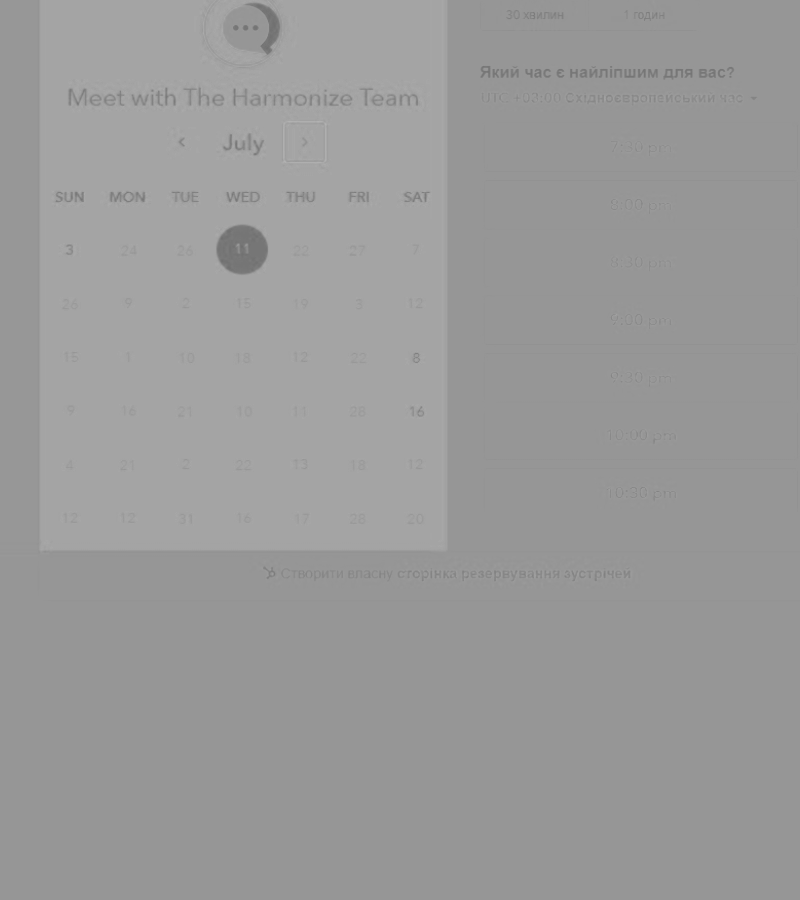 Meet with The Harmonize Team
July
SUN MON TUE WED THU FRI SAT
3 24 26 11 22 27 7
26 9 2 15 19 3 12
15 1 10 13 12 22 8
9 16 21 10 11 28 16
4 21 2 22 13 18 12
12 12 31 16 17 28 20
30 хвилин 1 годин
Який час є найліпшим для вас?
UTC +03:00 Східноєвропейський час
7:30 pm
8:00 pm
8:30 pm
9:00 pm
9:30 pm
10:00 pm
10:30 pm
Створити власну сторінка резервування зустрічей